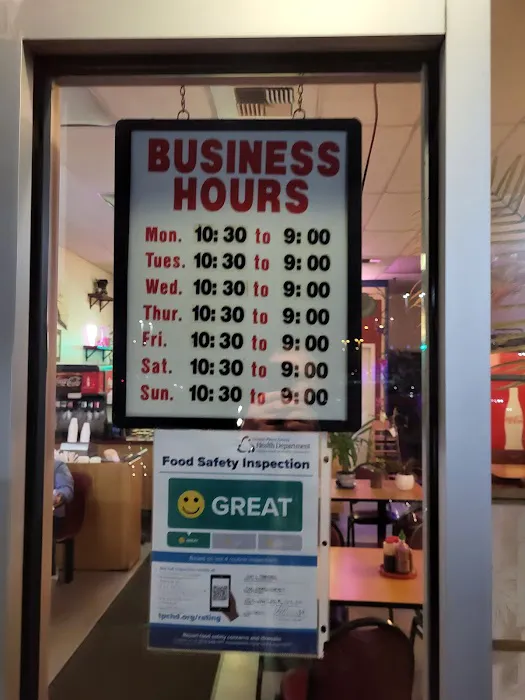 BUSINESS
HOURS
Mon. 10:30 to 9:00
Tues. 10:30 to 9:00
Wed. 10:30 to 9:00
Thur. 10:30 to 9:00
Fri. 10:30 to 9:00
Sat. 10:30 to 9:00
Sun. 10:30 to 9:00
Health Department
Food Safety Inspection
GREAT
tpchd.org/rating
Coca-Cola